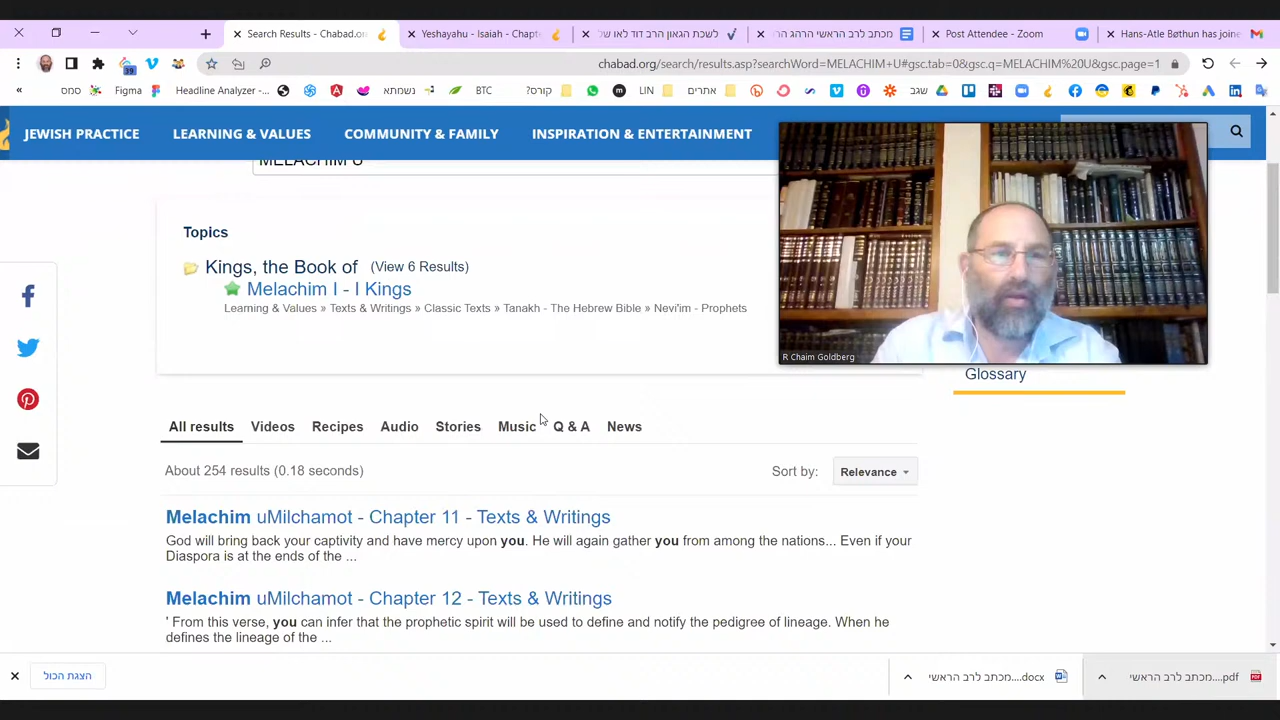 Search Results - Chabad.or
Yeshayahu - Isaiah - Chapte
לשכת הגאון הרב דוד לאו של
מכתב לרב הראשי הרהג הרו
Post Attendee - Zoom
Hans-Atle Bøthun has joine
39
chabad.org/search/results.asp?searchWord=MELACHIM+U#gsc.tab=0&gsc.q=MELACHIM%20U&gsc.page=1
«
סמס
Figma
Headline Analyzer -...
נשמתא
BTC
קורס?
LIN
אתרים
שגב
»
JEWISH PRACTICE
LEARNING & VALUES
COMMUNITY & FAMILY
INSPIRATION & ENTERTAINMENT
MELACHIM U
Topics
Kings, the Book of (View 6 Results)
Melachim I - I Kings
Learning & Values » Texts & Writings » Classic Texts » Tanakh - The Hebrew Bible » Nevi'im - Prophets
R Chaim Goldberg
Glossary
All results
Videos
Recipes
Audio
Stories
Music
Q & A
News
About 254 results (0.18 seconds)
Sort by:
Relevance
Melachim uMilchamot - Chapter 11 - Texts & Writings
God will bring back your captivity and have mercy upon you. He will again gather you from among the nations... Even if your
Diaspora is at the ends of the ...
Melachim uMilchamot - Chapter 12 - Texts & Writings
' From this verse, you can infer that the prophetic spirit will be used to define and notify the pedigree of lineage. When he
defines the lineage of the ...
הצגת הכול
מכתב לרב הראשי....docx
מכתב לרב הראשי....pdf